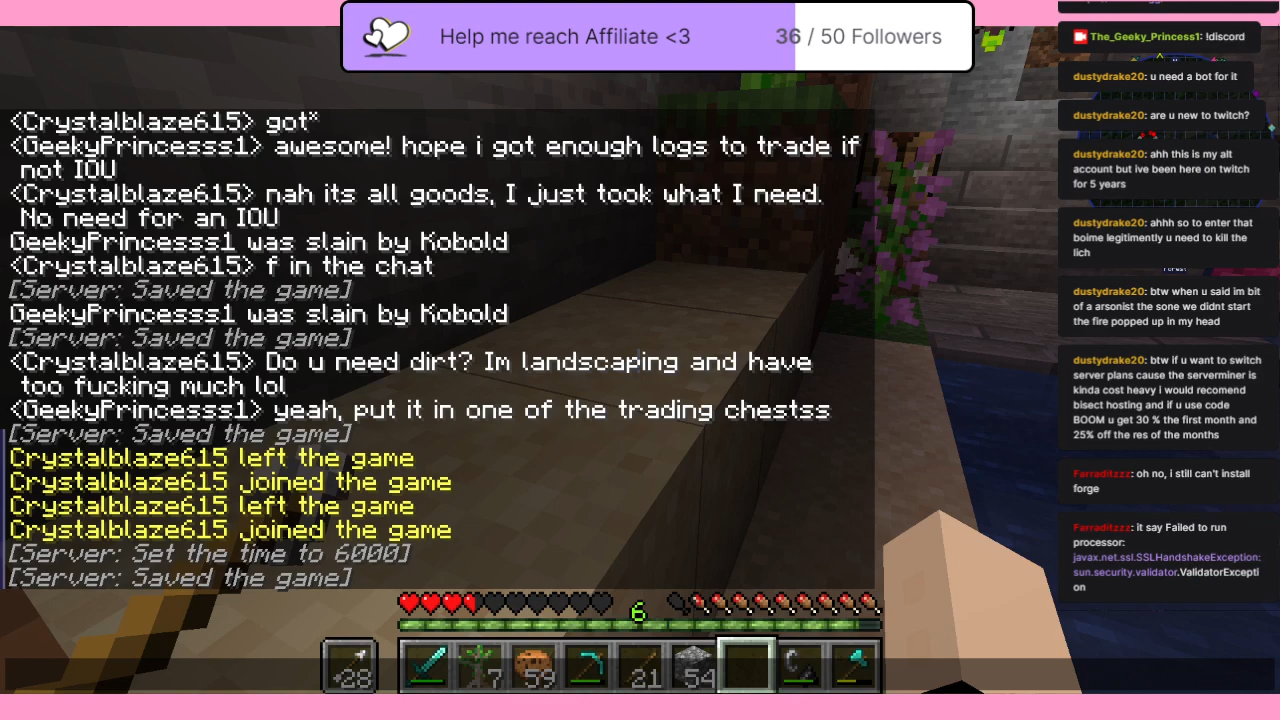 Help me reach Affiliate <3
36 / 50 Followers
<Crystalblaze615> got*
<GeekyPrincesss1> awesome! hope i got enough logs to trade if
not IOU
<Crystalblaze615> nah its all goods, I just took what I need.
No need for an IOU
GeekyPrincesss1 was slain by Kobold
<Crystalblaze615> f in the chat
[Server: Saved the game]
GeekyPrincesss1 was slain by Kobold
[Server: Saved the game]
<Crystalblaze615> Do u need dirt? Im landscaping and have
too fucking much lol
<GeekyPrincesss1> yeah, put it in one of the trading chestss
[Server: Saved the game]
Crystalblaze615 left the game
Crystalblaze615 joined the game
Crystalblaze615 left the game
Crystalblaze615 joined the game
[Server: Set the time to 6000]
[Server: Saved the game]
6
28
7
59
21
54
The_Geeky_Princess1: !discord
dustydrake20: u need a bot for it
dustydrake20: are u new to twitch?
dustydrake20: ahh this is my alt
account but ive been here on twitch
for 5 years
dustydrake20: ahhh so to enter that
boime legitimently u need to kill the
lich
dustydrake20: btw when u said im bit
of a arsonist the sone we didnt start
the fire popped up in my head
dustydrake20: btw if u want to switch
server plans cause the serverminer is
kinda cost heavy i would recomend
bisect hosting and if u use code
BOOM u get 30 % the first month and
25% off the res of the months
Farraditzzz: oh no, i still can't install
forge
Farraditzzz: it say Failed to run
processor:
javax.net.ssl.SSLHandshakeException:
sun.security.validator.ValidatorExcepti
on